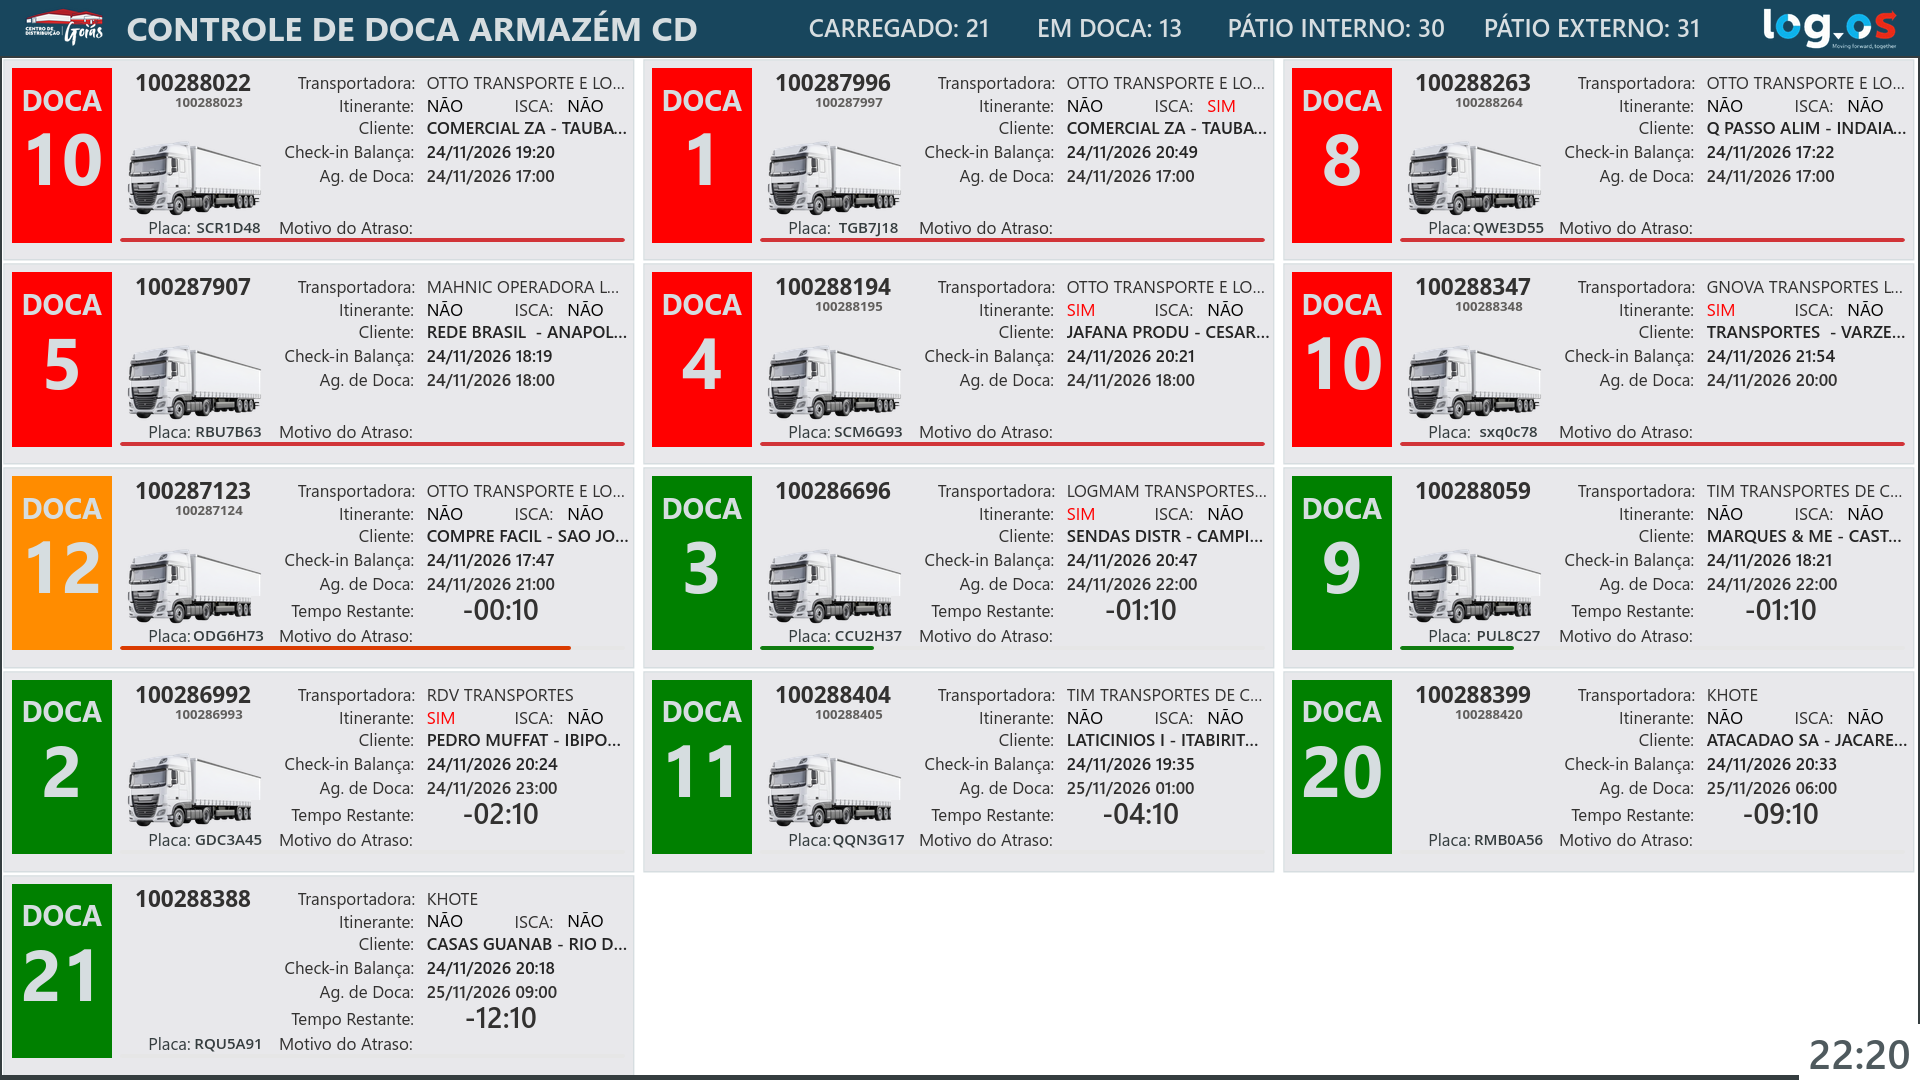 CENTRO DE DISTRIBUIÇÃO Goiás
CONTROLE DE DOCA ARMAZÉM CD
CARREGADO: 21 EM DOCA: 13 PÁTIO INTERNO: 30 PÁTIO EXTERNO: 31
log.os
Moving forward, together
DOCA
10
100288022
100288023
Transportadora: OTTO TRANSPORTE E LO...
Itinerante: NÃO ISCA: NÃO
Cliente: COMERCIAL ZA - TAUBA...
Check-in Balança: 24/11/2026 19:20
Ag. de Doca: 24/11/2026 17:00
Placa: SCR1D48 Motivo do Atraso:
DOCA
1
100287996
100287997
Transportadora: OTTO TRANSPORTE E LO...
Itinerante: NÃO ISCA: SIM
Cliente: COMERCIAL ZA - TAUBA...
Check-in Balança: 24/11/2026 20:49
Ag. de Doca: 24/11/2026 17:00
Placa: TGB7J18 Motivo do Atraso:
DOCA
8
100288263
100288264
Transportadora: OTTO TRANSPORTE E LO...
Itinerante: NÃO ISCA: NÃO
Cliente: Q PASSO ALIM - INDAIA...
Check-in Balança: 24/11/2026 17:22
Ag. de Doca: 24/11/2026 17:00
Placa: QWE3D55 Motivo do Atraso:
DOCA
5
100287907
Transportadora: MAHNIC OPERADORA L...
Itinerante: NÃO ISCA: NÃO
Cliente: REDE BRASIL - ANAPOL...
Check-in Balança: 24/11/2026 18:19
Ag. de Doca: 24/11/2026 18:00
Placa: RBU7B63 Motivo do Atraso:
DOCA
4
100288194
100288195
Transportadora: OTTO TRANSPORTE E LO...
Itinerante: SIM ISCA: NÃO
Cliente: JAFANA PRODU - CESAR...
Check-in Balança: 24/11/2026 20:21
Ag. de Doca: 24/11/2026 18:00
Placa: SCM6G93 Motivo do Atraso:
DOCA
10
100288347
100288348
Transportadora: GNOVA TRANSPORTES L...
Itinerante: SIM ISCA: NÃO
Cliente: TRANSPORTES - VARZE...
Check-in Balança: 24/11/2026 21:54
Ag. de Doca: 24/11/2026 20:00
Placa: sxq0c78 Motivo do Atraso:
DOCA
12
100287123
100287124
Transportadora: OTTO TRANSPORTE E LO...
Itinerante: NÃO ISCA: NÃO
Cliente: COMPRE FACIL - SAO JO...
Check-in Balança: 24/11/2026 17:47
Ag. de Doca: 24/11/2026 21:00
Tempo Restante: -00:10
Placa: ODG6H73 Motivo do Atraso:
DOCA
3
100286696
Transportadora: LOGMAM TRANSPORTES...
Itinerante: SIM ISCA: NÃO
Cliente: SENDAS DISTR - CAMPI...
Check-in Balança: 24/11/2026 20:47
Ag. de Doca: 24/11/2026 22:00
Tempo Restante: -01:10
Placa: CCU2H37 Motivo do Atraso:
DOCA
9
100288059
Transportadora: TIM TRANSPORTES DE C...
Itinerante: NÃO ISCA: NÃO
Cliente: MARQUES & ME - CAST...
Check-in Balança: 24/11/2026 18:21
Ag. de Doca: 24/11/2026 22:00
Tempo Restante: -01:10
Placa: PUL8C27 Motivo do Atraso:
DOCA
2
100286992
100286993
Transportadora: RDV TRANSPORTES
Itinerante: SIM ISCA: NÃO
Cliente: PEDRO MUFFAT - IBIPO...
Check-in Balança: 24/11/2026 20:24
Ag. de Doca: 24/11/2026 23:00
Tempo Restante: -02:10
Placa: GDC3A45 Motivo do Atraso:
DOCA
11
100288404
100288405
Transportadora: TIM TRANSPORTES DE C...
Itinerante: NÃO ISCA: NÃO
Cliente: LATICINIOS I - ITABIRIT...
Check-in Balança: 24/11/2026 19:35
Ag. de Doca: 25/11/2026 01:00
Tempo Restante: -04:10
Placa: QQN3G17 Motivo do Atraso:
DOCA
20
100288399
100288420
Transportadora: KHOTE
Itinerante: NÃO ISCA: NÃO
Cliente: ATACADAO SA - JACARE...
Check-in Balança: 24/11/2026 20:33
Ag. de Doca: 25/11/2026 06:00
Tempo Restante: -09:10
Placa: RMB0A56 Motivo do Atraso:
DOCA
21
100288388
Transportadora: KHOTE
Itinerante: NÃO ISCA: NÃO
Cliente: CASAS GUANAB - RIO D...
Check-in Balança: 24/11/2026 20:18
Ag. de Doca: 25/11/2026 09:00
Tempo Restante: -12:10
Placa: RQU5A91 Motivo do Atraso:
22:20